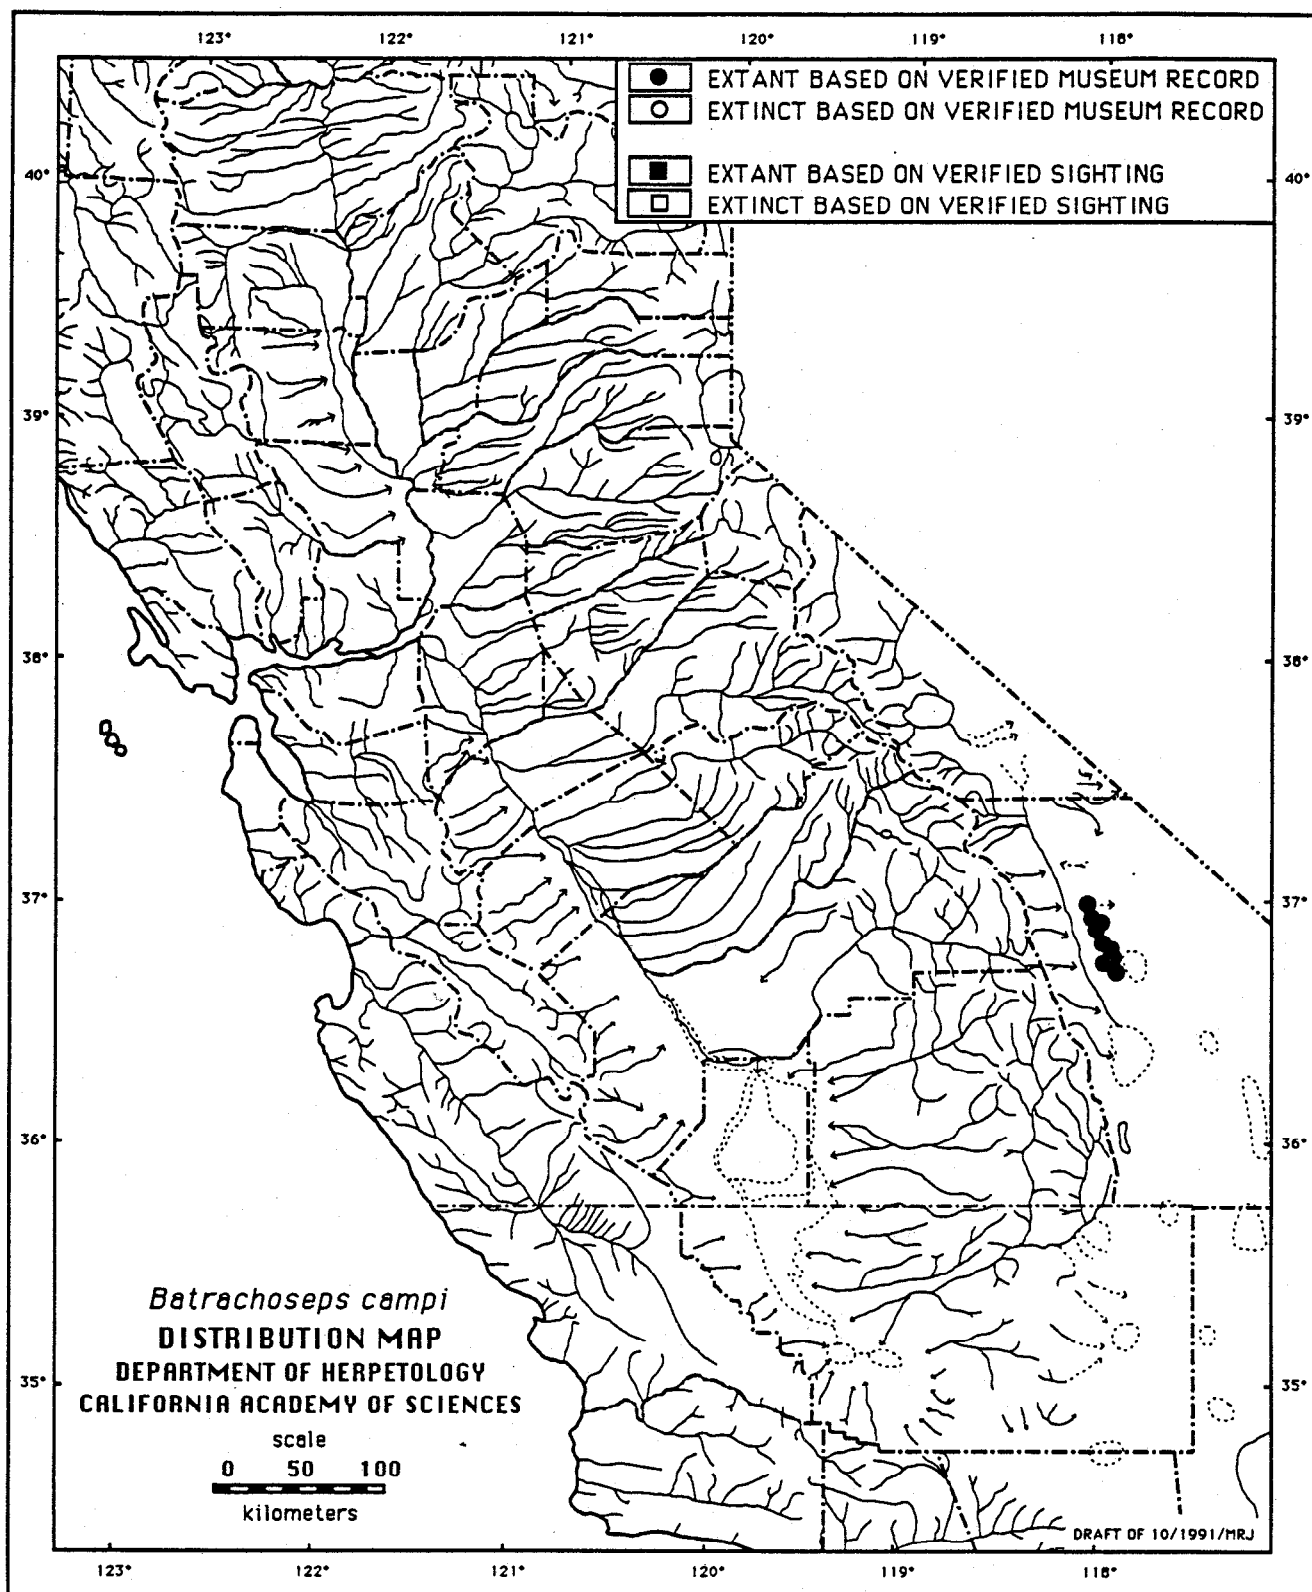 123° 122° 121° 120° 119° 118°
EXTANT BASED ON VERIFIED MUSEUM RECORD
EXTINCT BASED ON VERIFIED MUSEUM RECORD
EXTANT BASED ON VERIFIED SIGHTING
EXTINCT BASED ON VERIFIED SIGHTING
40° 40°
39° 39°
38° 38°
37° 37°
36° 36°
35° 35°
Batrachoseps campi
DISTRIBUTION MAP
DEPARTMENT OF HERPETOLOGY
CALIFORNIA ACADEMY OF SCIENCES
scale
0 50 100
kilometers
DRAFT OF 10/1991/MRJ
123° 122° 121° 120° 119° 118°